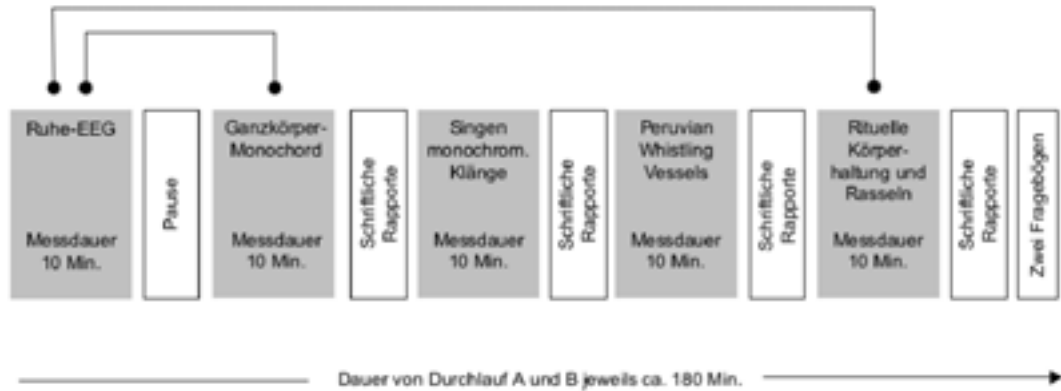 Ruhe-EEG
Messdauer
10 Min.
Pause
Ganzkörper-
Monochord
Messdauer
10 Min.
Schriftliche
Rapporte
Singen
monochrom.
Klänge
Messdauer
10 Min.
Schriftliche
Rapporte
Peruvian
Whistling
Vessels
Messdauer
10 Min.
Schriftliche
Rapporte
Rituelle
Körper-
haltung und
Rasseln
Messdauer
10 Min.
Schriftliche
Rapporte
Zwei Fragebögen
Dauer von Durchlauf A und B jeweils ca. 180 Min.